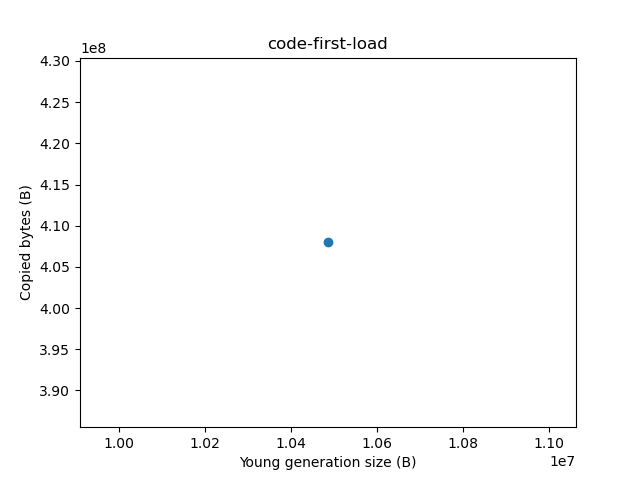 code-first-load
1e8
4.30
4.25
4.20
4.15
4.10
4.05
4.00
3.95
3.90
Copied bytes (B)
1.00 1.02 1.04 1.06 1.08 1.10
1e7
Young generation size (B)